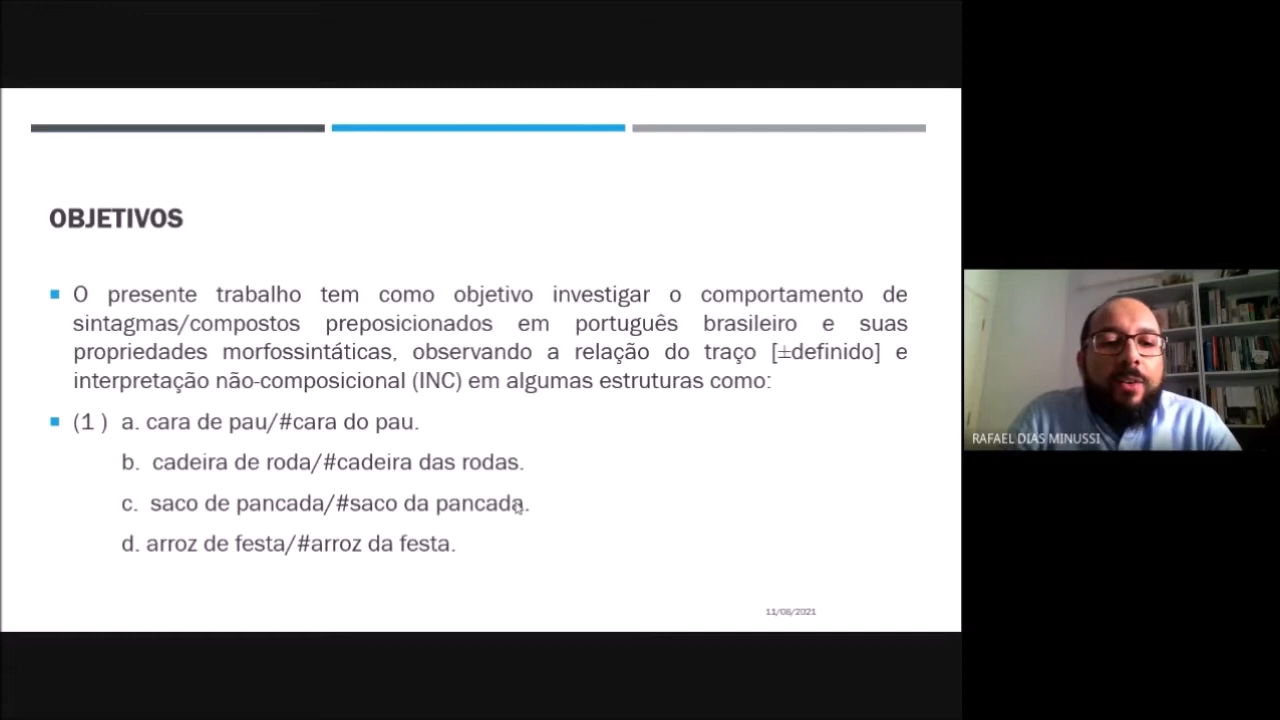 OBJETIVOS
O presente trabalho tem como objetivo investigar o comportamento de
sintagmas/compostos preposicionados em português brasileiro e suas
propriedades morfossintáticas, observando a relação do traço [±definido] e
interpretação não-composicional (INC) em algumas estruturas como:
(1 ) a. cara de pau/#cara do pau.
b. cadeira de roda/#cadeira das rodas.
c. saco de pancada/#saco da pancada.
d. arroz de festa/#arroz da festa.
11/08/2021
RAFAEL DIAS MINUSSI